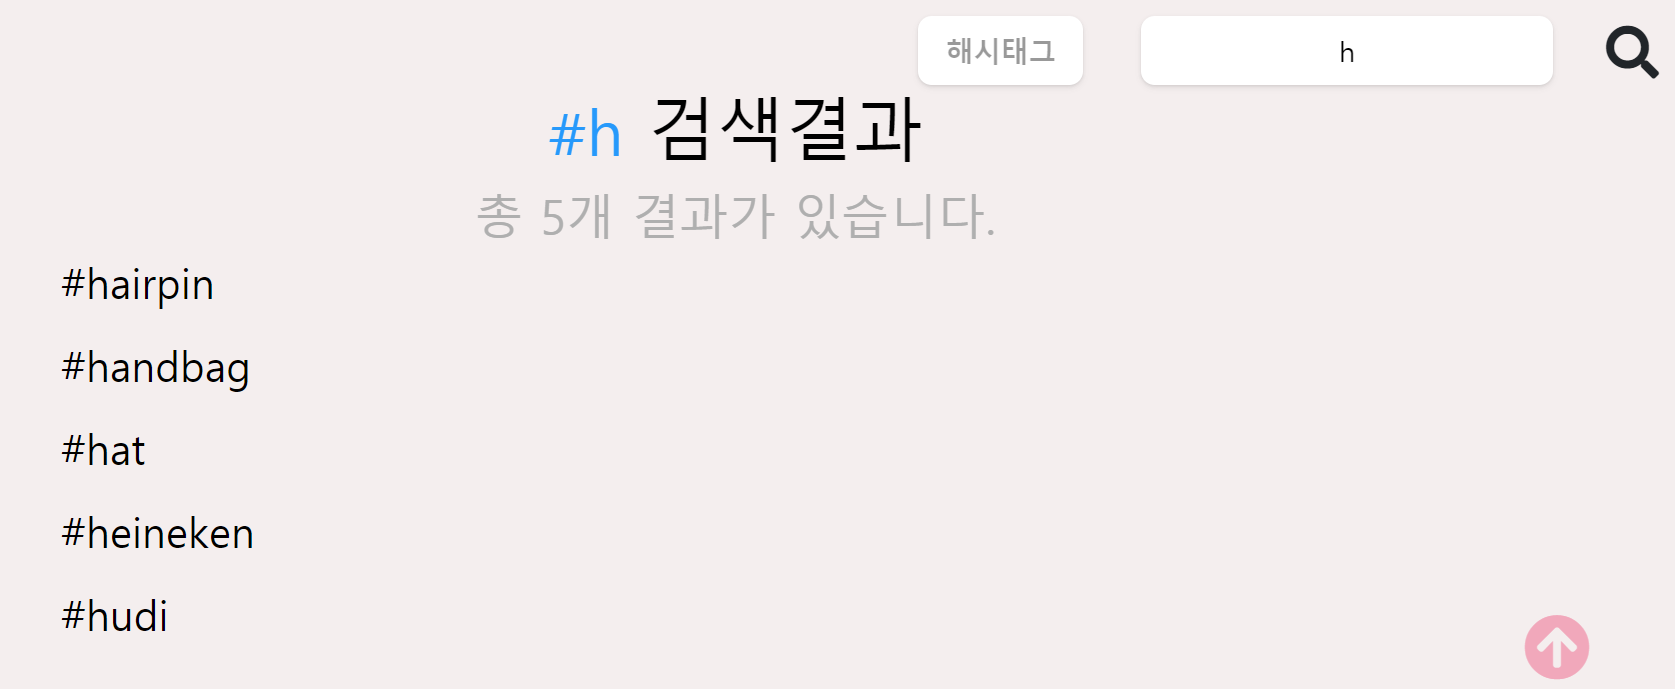 해시태그 h
#h 검색결과
총 5개 결과가 있습니다.
#hairpin
#handbag
#hat
#heineken
#hudi